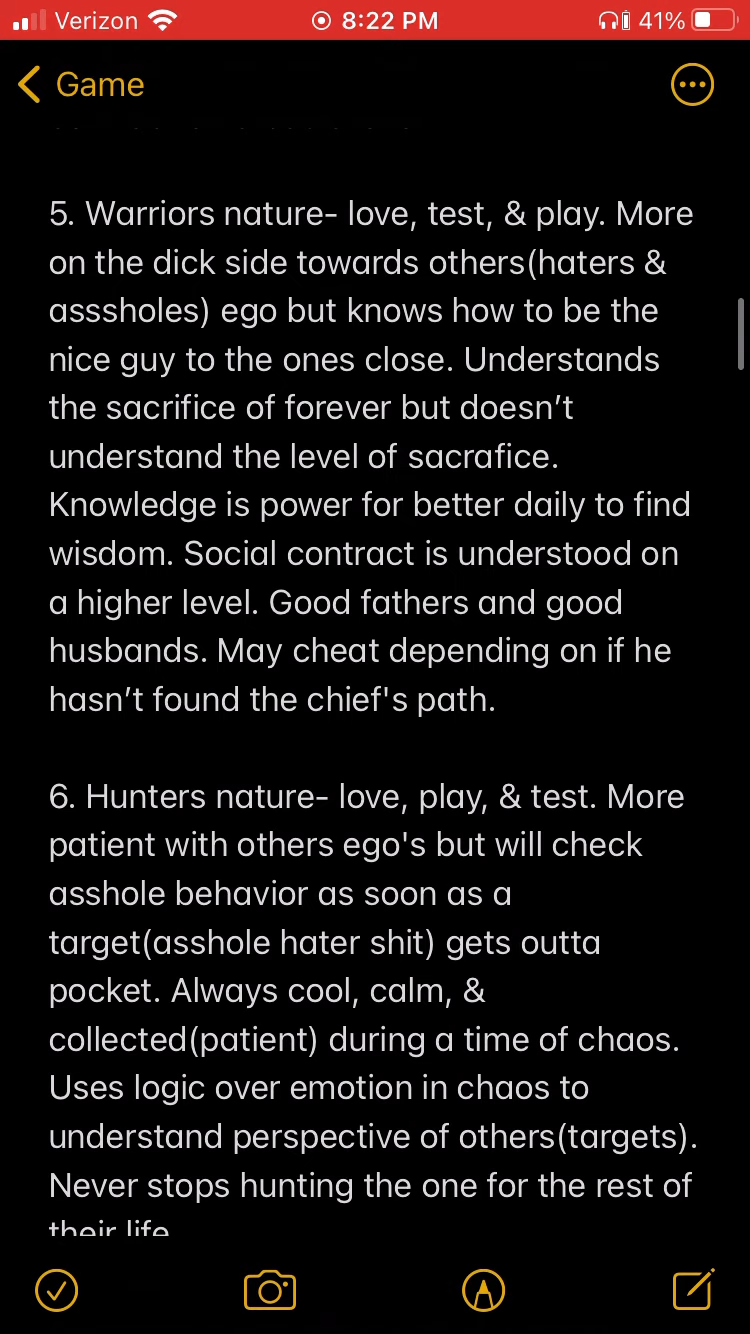 Verizon 8:22 PM 41%
Game
5. Warriors nature- love, test, & play. More
on the dick side towards others(haters &
asssholes) ego but knows how to be the
nice guy to the ones close. Understands
the sacrifice of forever but doesn’t
understand the level of sacrafice.
Knowledge is power for better daily to find
wisdom. Social contract is understood on
a higher level. Good fathers and good
husbands. May cheat depending on if he
hasn’t found the chief's path.
6. Hunters nature- love, play, & test. More
patient with others ego's but will check
asshole behavior as soon as a
target(asshole hater shit) gets outta
pocket. Always cool, calm, &
collected(patient) during a time of chaos.
Uses logic over emotion in chaos to
understand perspective of others(targets).
Never stops hunting the one for the rest of
their life